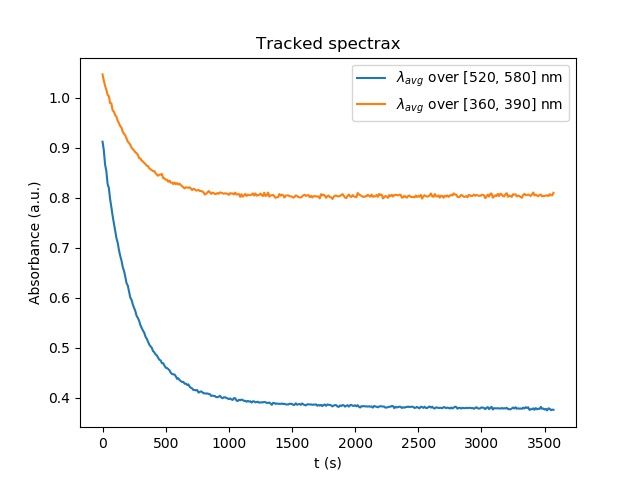 Tracked spectrax
λavg over [520, 580] nm
λavg over [360, 390] nm
1.0
0.9
0.8
0.7
0.6
0.5
0.4
Absorbance (a.u.)
0 500 1000 1500 2000 2500 3000 3500
t (s)